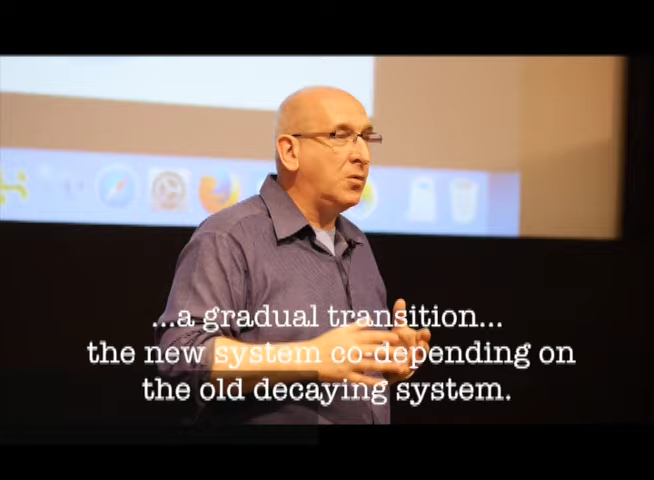 ...a gradual transition...
the new system co-depending on
the old decaying system.